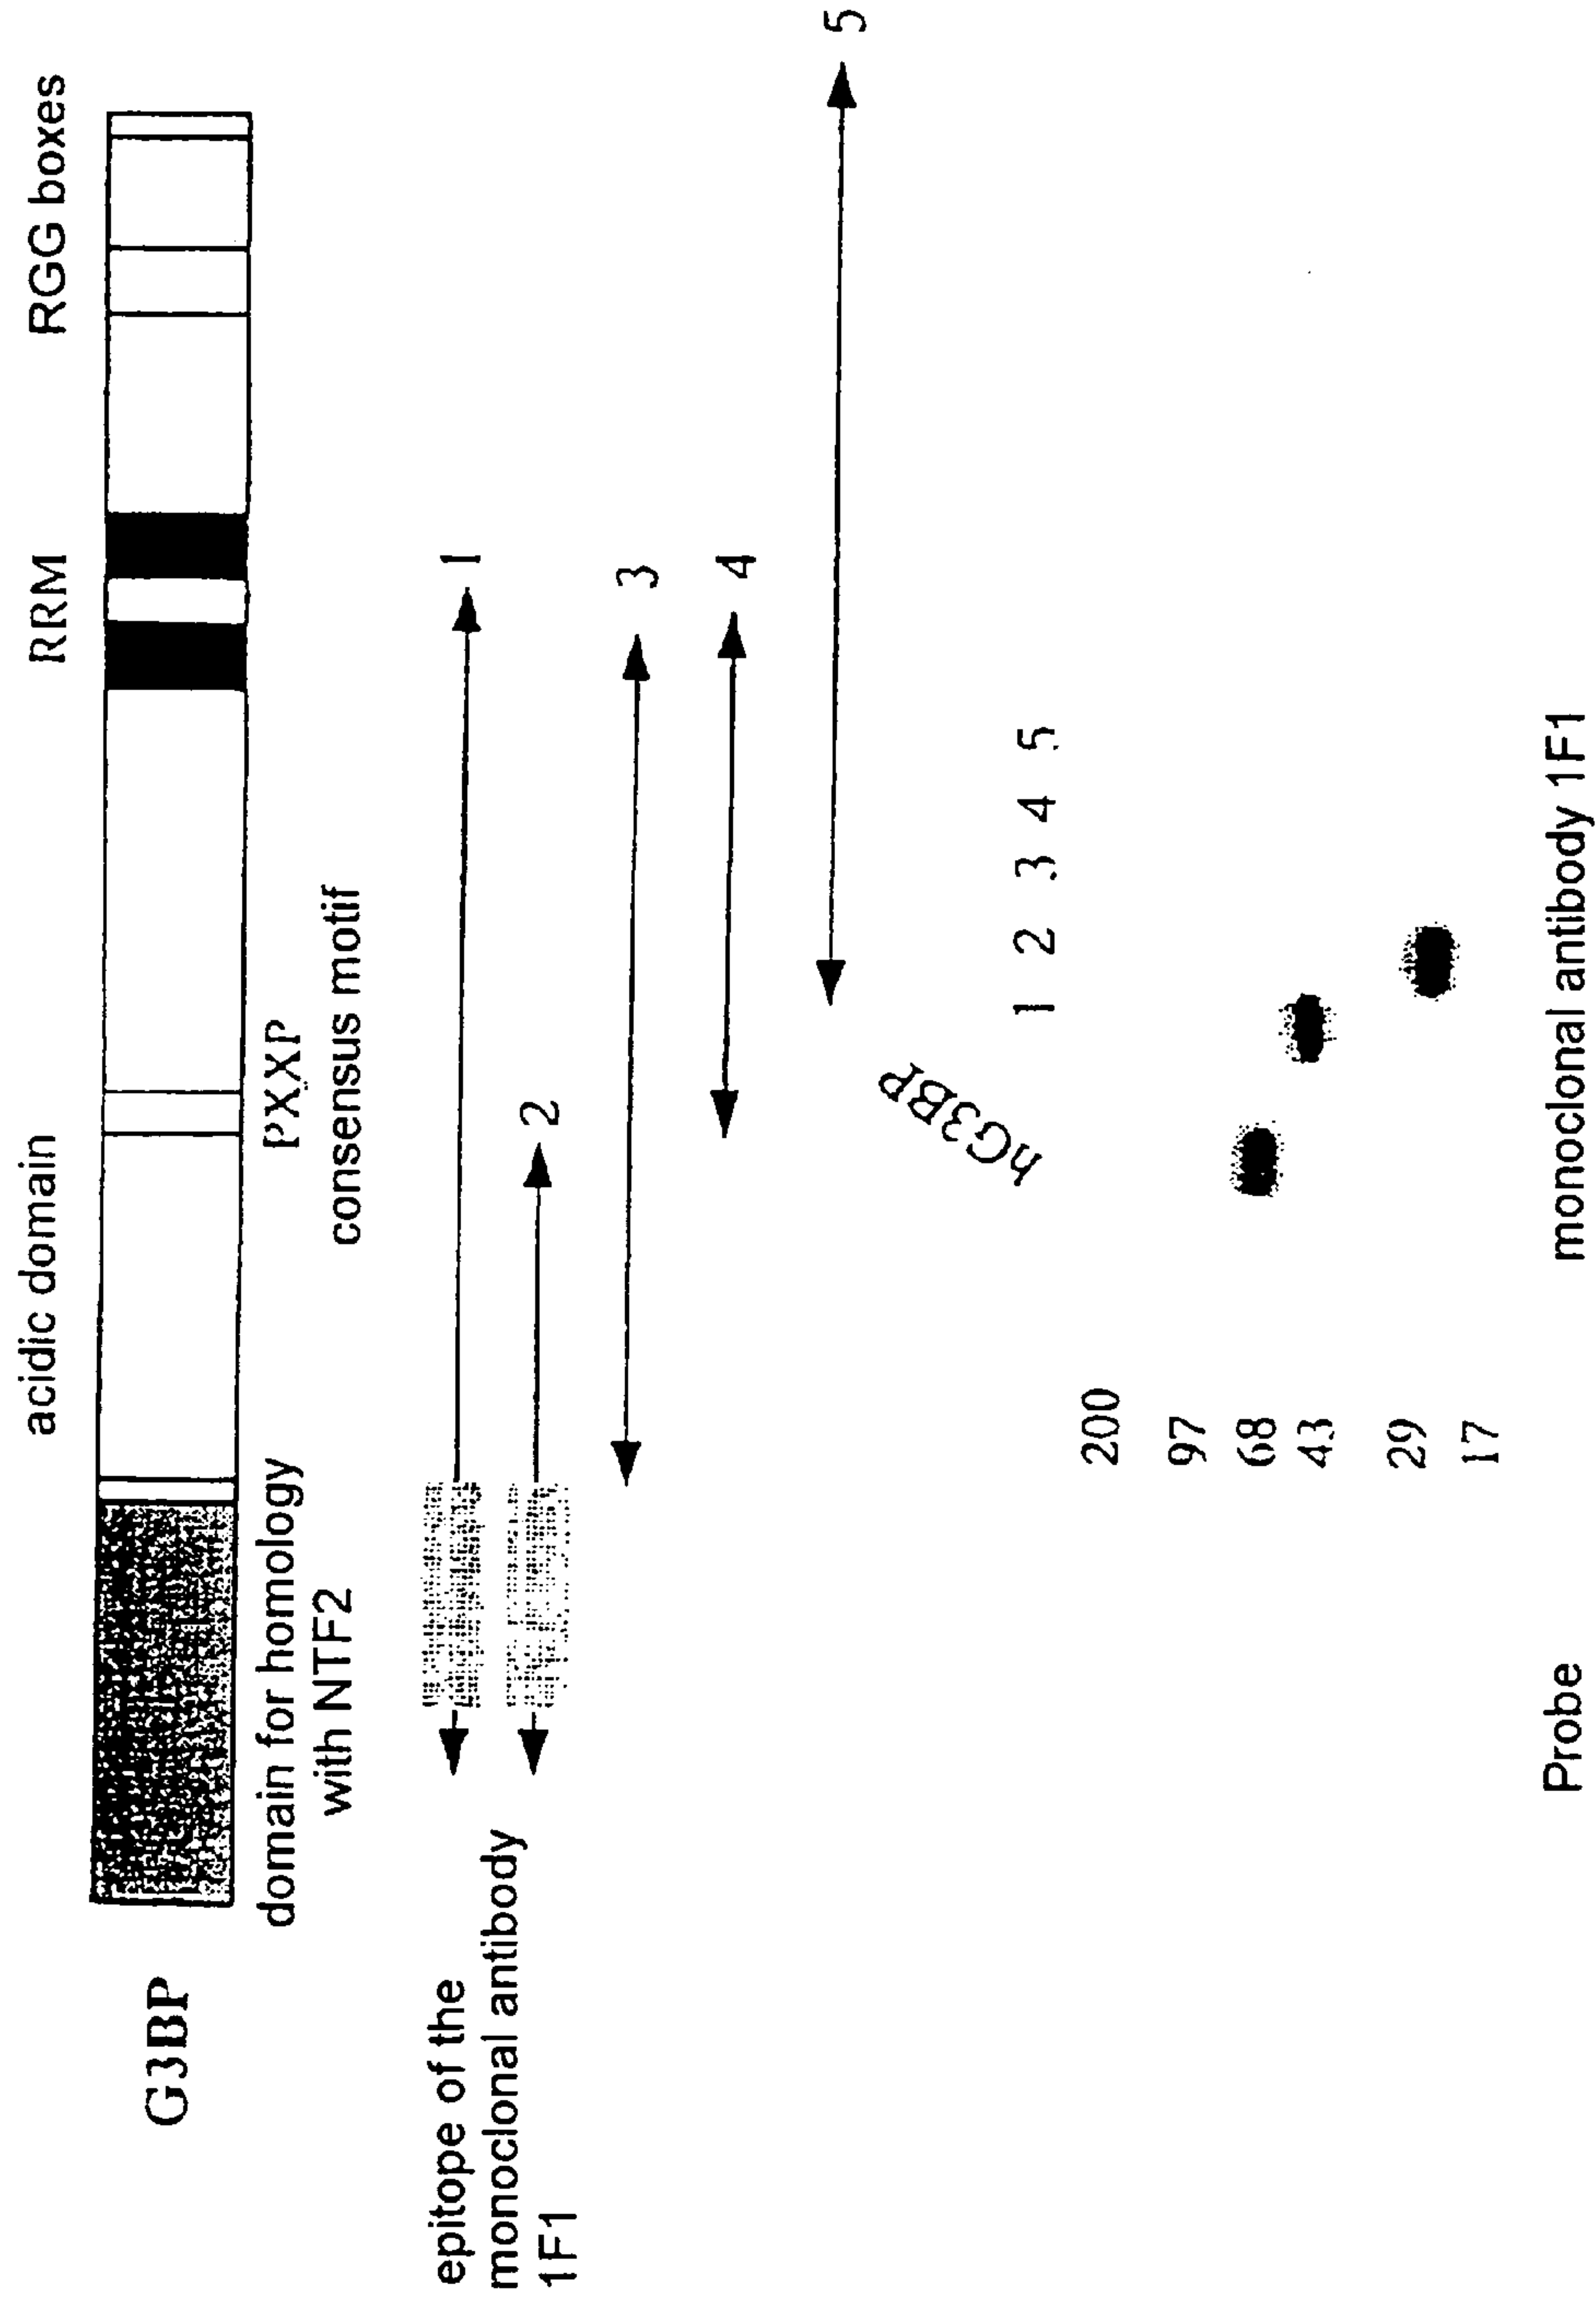 acidic domain
RRM
RGG boxes
G3BP
domain for homology
with NTF2
PXXP
consensus motif
epitope of the
monoclonal antibody
1F1
1
2
3
4
5
hG3BP
1 2 3 4 5
200
97
68
43
29
17
Probe
monoclonal antibody 1F1